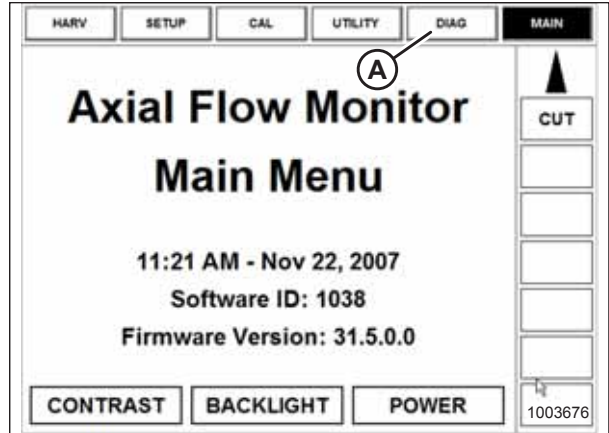 HARV SETUP CAL UTILITY DIAG MAIN
A
Axial Flow Monitor
CUT
Main Menu
11:21 AM - Nov 22, 2007
Software ID: 1038
Firmware Version: 31.5.0.0
CONTRAST BACKLIGHT POWER
1003676